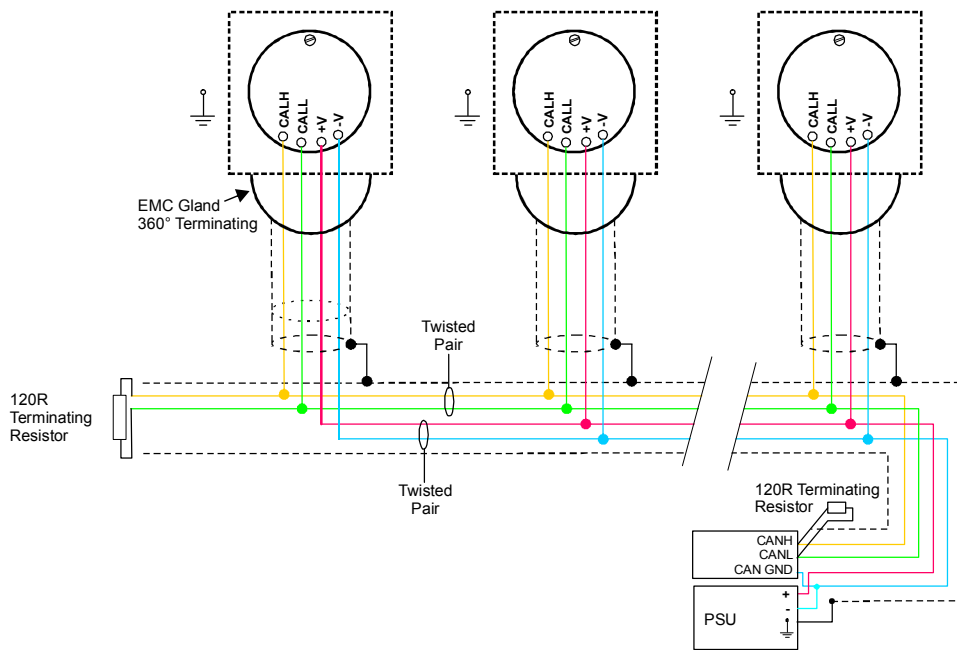 CALH CALL +V -V
CALH CALL +V -V
CALH CALL +V -V
EMC Gland
360° Terminating
Twisted
Pair
120R
Terminating
Resistor
Twisted
Pair
120R Terminating
Resistor
CANH
CANL
CAN GND
+
-
PSU